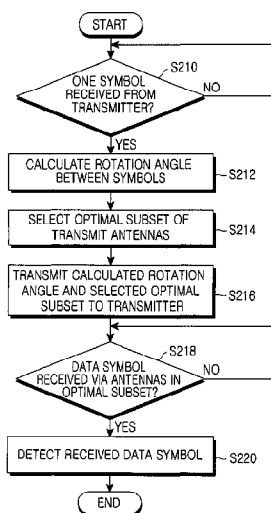 START
S210
ONE SYMBOL
RECEIVED FROM
TRANSMITTER?
NO
YES
CALCULATE ROTATION ANGLE
BETWEEN SYMBOLS
S212
SELECT OPTIMAL SUBSET OF
TRANSMIT ANTENNAS
S214
TRANSMIT CALCULATED ROTATION
ANGLE AND SELECTED OPTIMAL
SUBSET TO TRANSMITTER
S216
S218
DATA SYMBOL
RECEIVED VIA ANTENNAS IN
OPTIMAL SUBSET?
NO
YES
DETECT RECEIVED DATA SYMBOL
S220
END